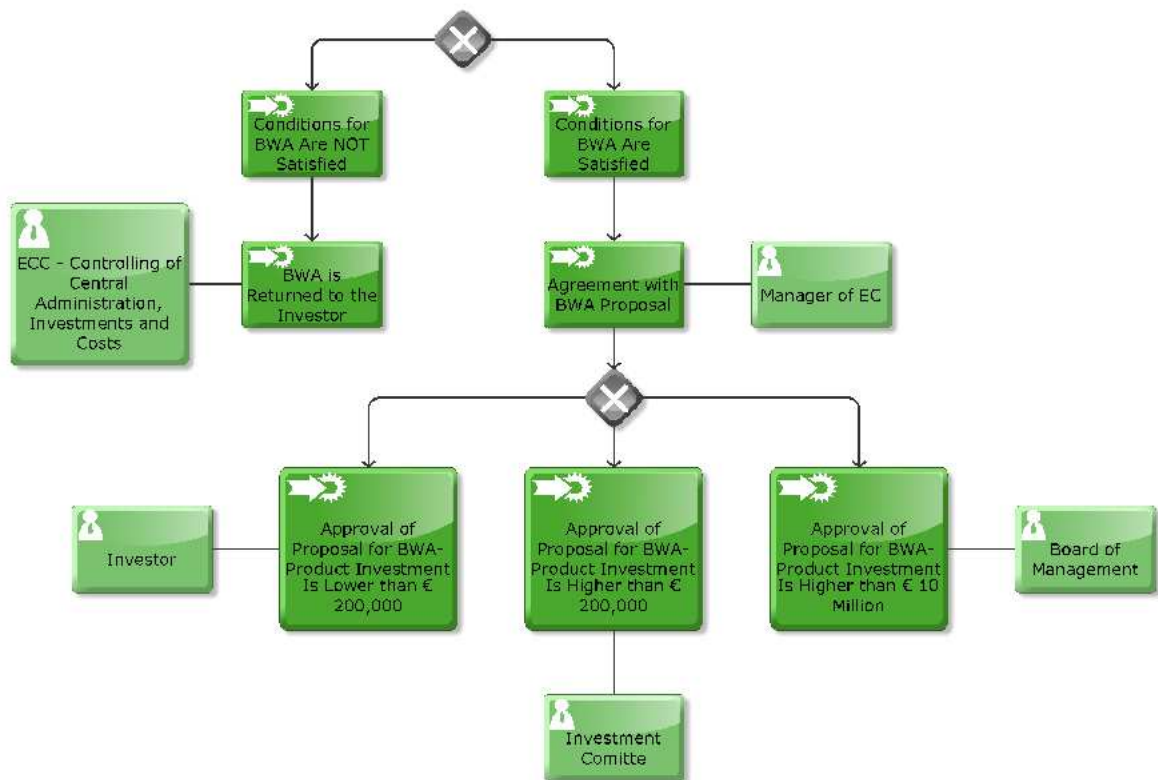 Conditions for
BWA Are NOT
Satisfied
Conditions for
BWA Are
Satisfied
ECC - Controlling of
Central
Administration,
Investments and
Costs
BWA is
Returned to the
Investor
Agreement with
BWA Proposal
Manager of EC
Investor
Approval of
Proposal for BWA-
Product Investment
Is Lower than €
200,000
Approval of
Proposal for BWA-
Product Investment
Is Higher than €
200,000
Approval of
Proposal for BWA-
Product Investment
Is Higher than € 10
Million
Board of
Management
Investment
Comitte